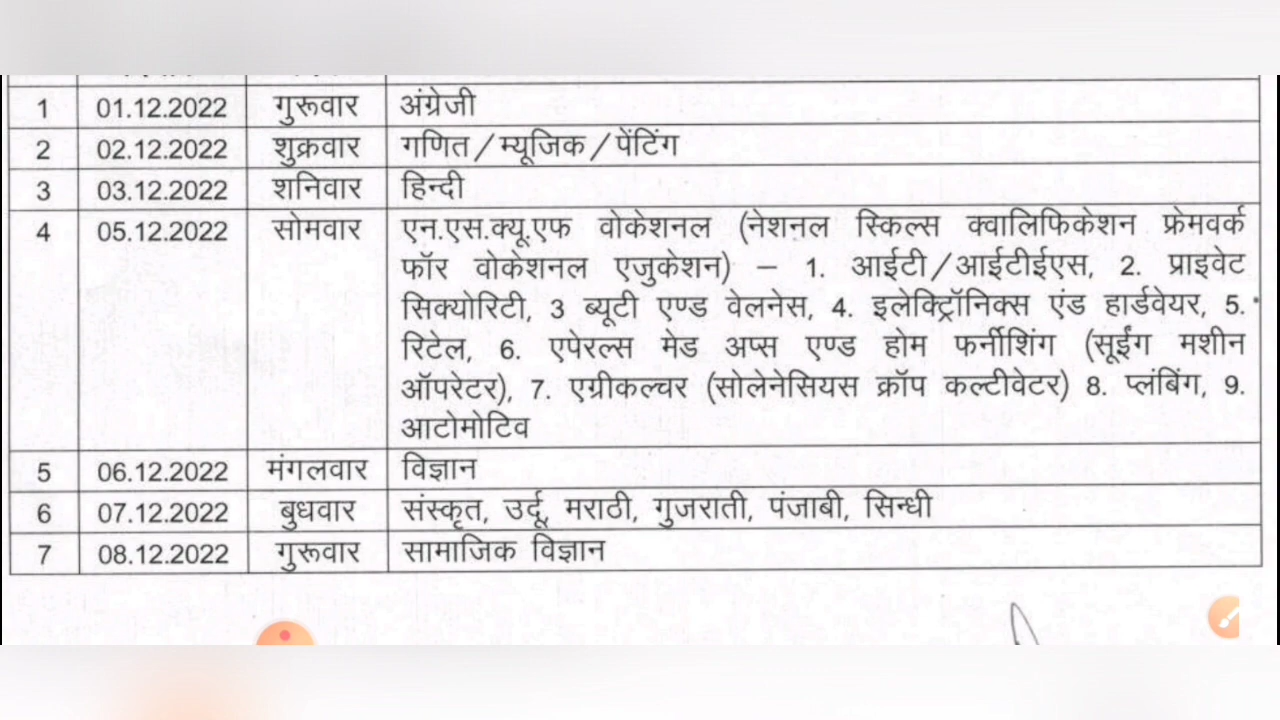 1 01.12.2022 गुरूवार अंग्रेजी
2 02.12.2022 शुक्रवार गणित/म्यूजिक/पेंटिंग
3 03.12.2022 शनिवार हिन्दी
4 05.12.2022 सोमवार एन.एस.क्यू.एफ वोकेशनल (नेशनल स्किल्स क्वालिफिकेशन फ्रेमवर्क
फॉर वोकेशनल एजुकेशन) – 1. आईटी/आईटीईएस, 2. प्राइवेट
सिक्योरिटी, 3 ब्यूटी एण्ड वेलनेस, 4. इलेक्ट्रॉनिक्स एंड हार्डवेयर, 5.
रिटेल, 6. एपेरल्स मेड अप्स एण्ड होम फर्नीशिंग (सूईंग मशीन
ऑपरेटर), 7. एग्रीकल्चर (सोलेनेसियस क्रॉप कल्टीवेटर) 8. प्लंबिंग, 9.
आटोमोटिव
5 06.12.2022 मंगलवार विज्ञान
6 07.12.2022 बुधवार संस्कृत, उर्दू, मराठी, गुजराती, पंजाबी, सिन्धी
7 08.12.2022 गुरूवार सामाजिक विज्ञान